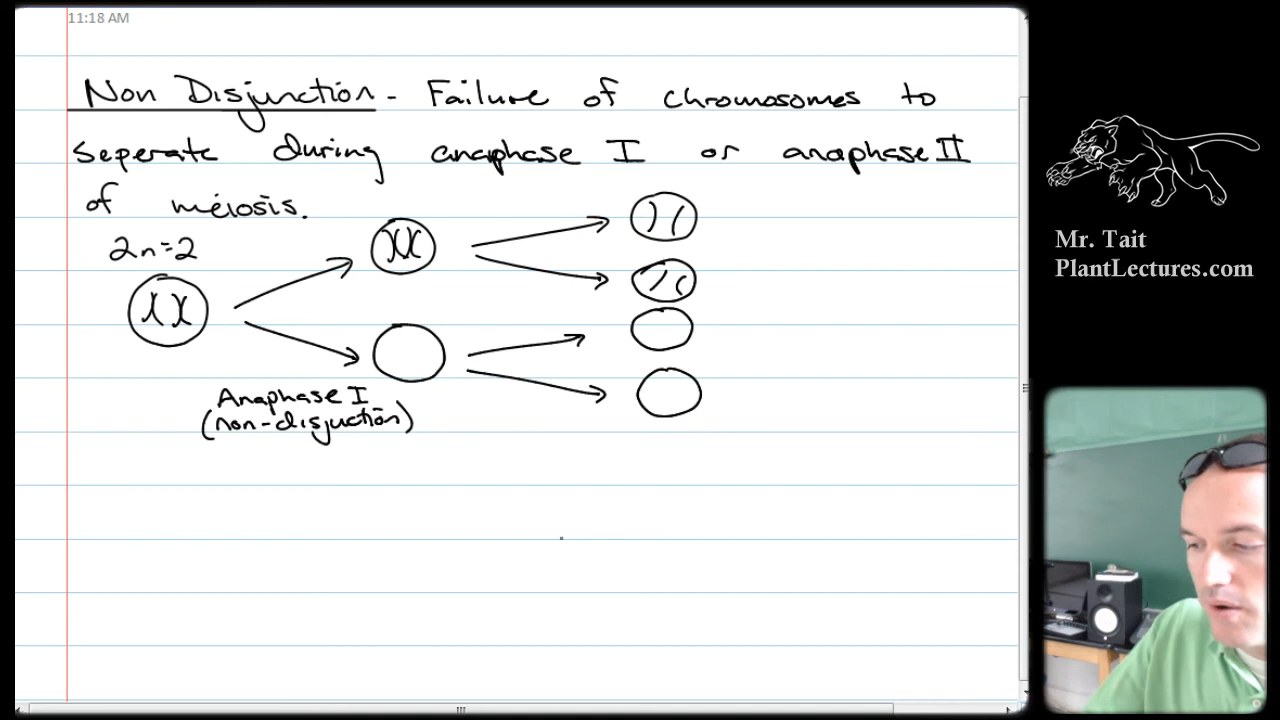 11:18 AM
Non Disjunction - Failure of chromosomes to
seperate during anaphase I or anaphase II
of meiosis.
2n=2
Anaphase I
(non-disjuction)
Mr. Tait
PlantLectures.com